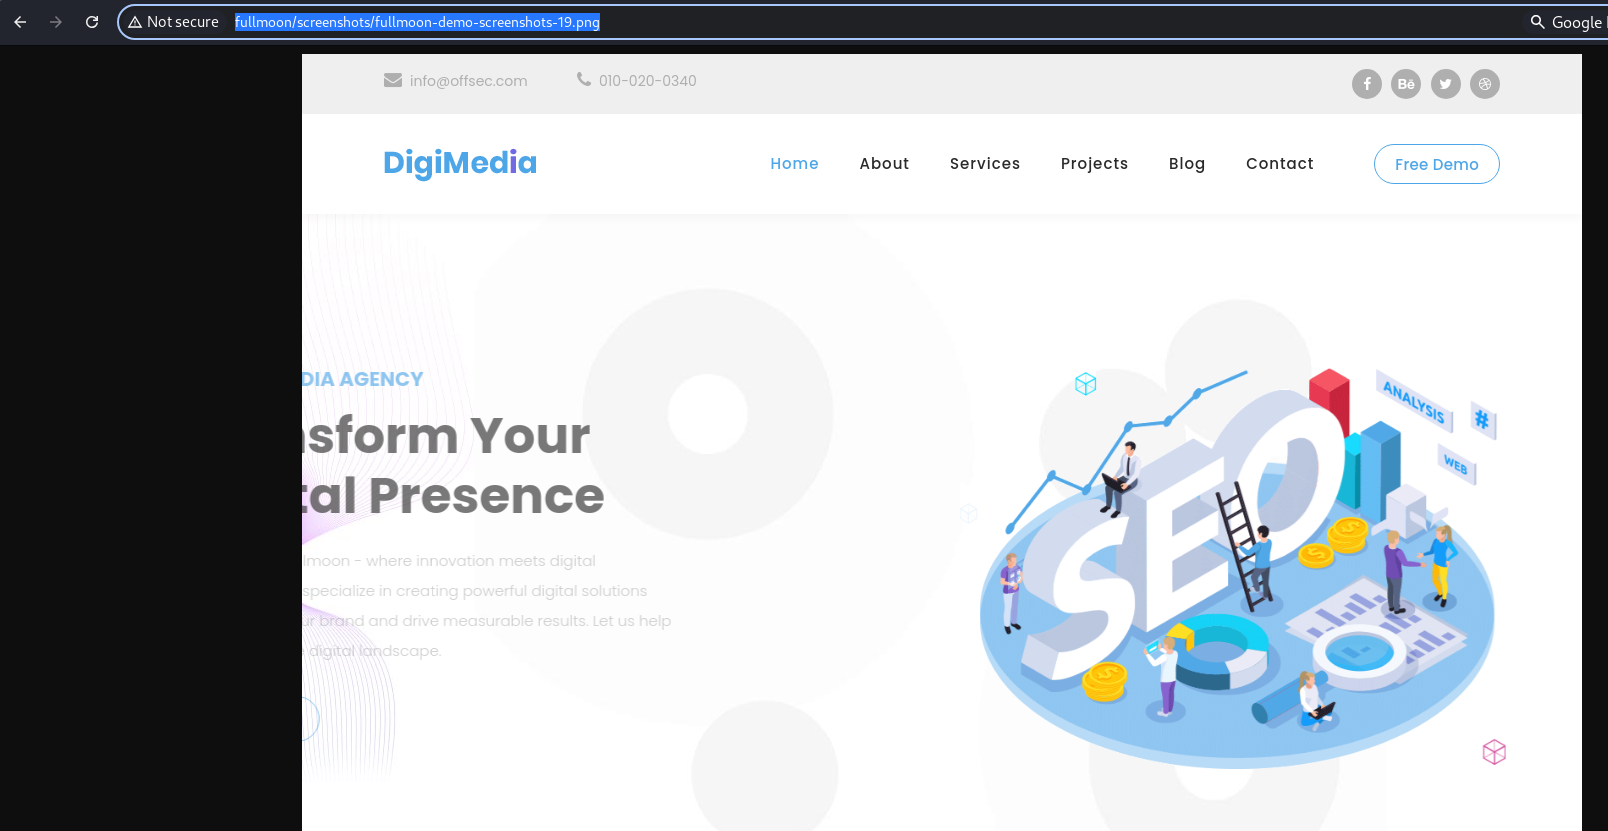 Not secure
fullmoon/screenshots/fullmoon-demo-screenshots-19.png
Google
info@offsec.com
010-020-0340
Bē
DigiMedia
Home
About
Services
Projects
Blog
Contact
Free Demo
DIA AGENCY
nsform Your
tal Presence
lmoon - where innovation meets digital
specialize in creating powerful digital solutions
ur brand and drive measurable results. Let us help
digital landscape.
SEO
ANALYSIS
#
WEB